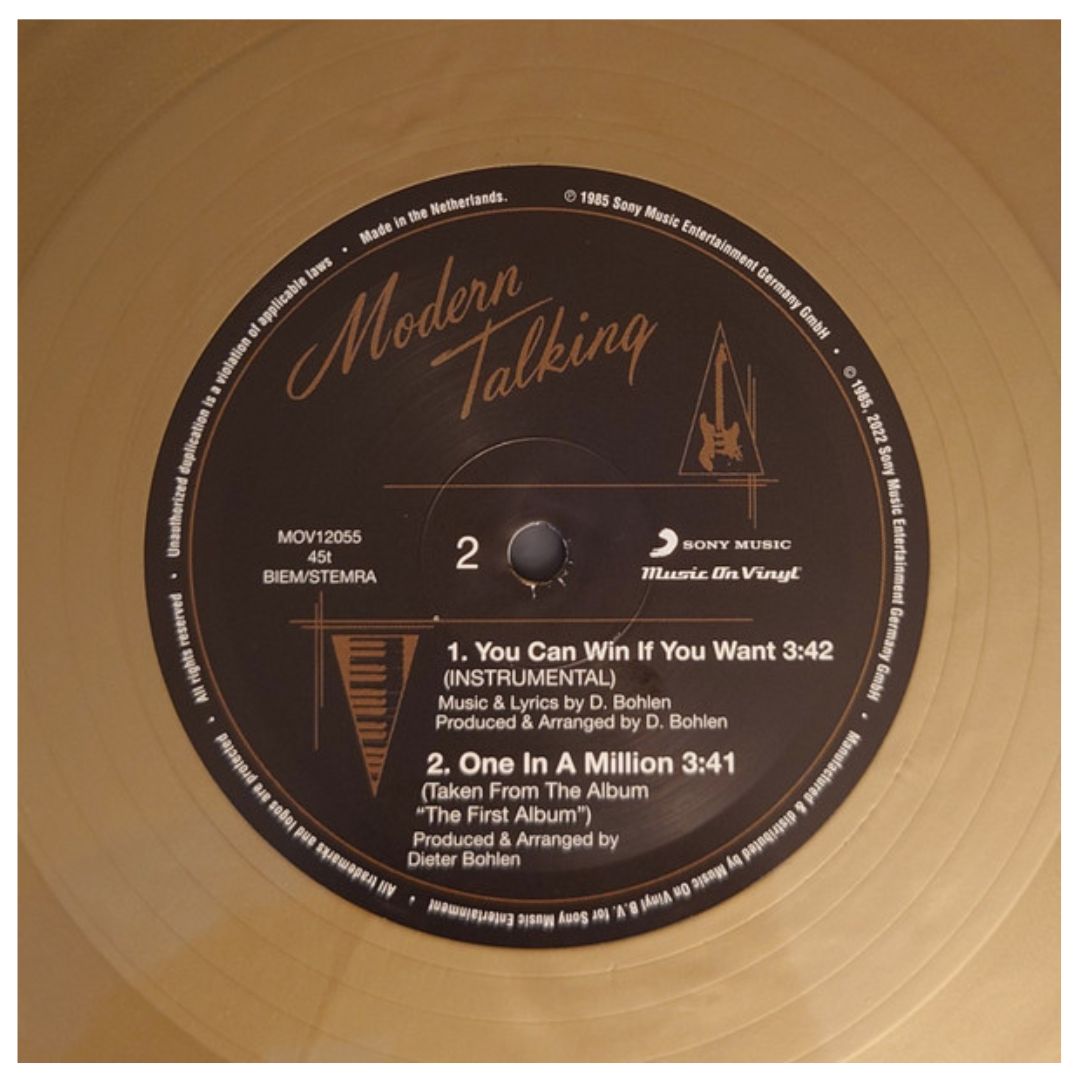 Modern
Talking
MOV12055
45t
BIEM/STEMRA
2
SONY MUSIC
Music On Vinyl
1. You Can Win If You Want 3:42
(INSTRUMENTAL)
Music & Lyrics by D. Bohlen
Produced & Arranged by D. Bohlen
2. One In A Million 3:41
(Taken From The Album
“The First Album”)
Produced & Arranged by
Dieter Bohlen
℗ 1985 Sony Music Entertainment Germany GmbH • © 1985, 2022 Sony Music Entertainment Germany GmbH • Manufactured & distributed by Music On Vinyl B.V. for Sony Music Entertainment • All trademarks and logos are protected • All rights reserved • Unauthorized duplication is a violation of applicable laws • Made in the Netherlands.